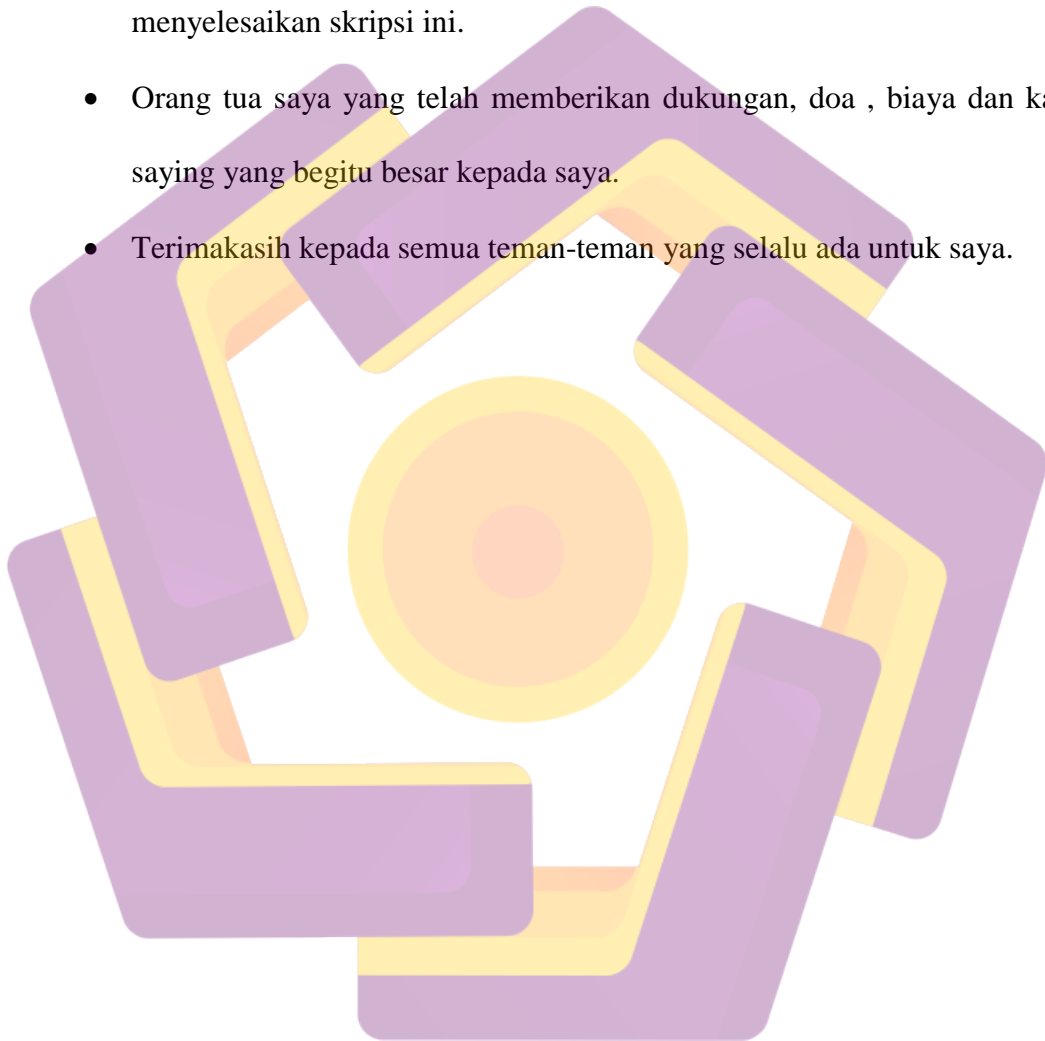 menyelesaikan skripsi ini.
• Orang tua saya yang telah memberikan dukungan, doa , biaya dan ka
saying yang begitu besar kepada saya.
• Terimakasih kepada semua teman-teman yang selalu ada untuk saya.